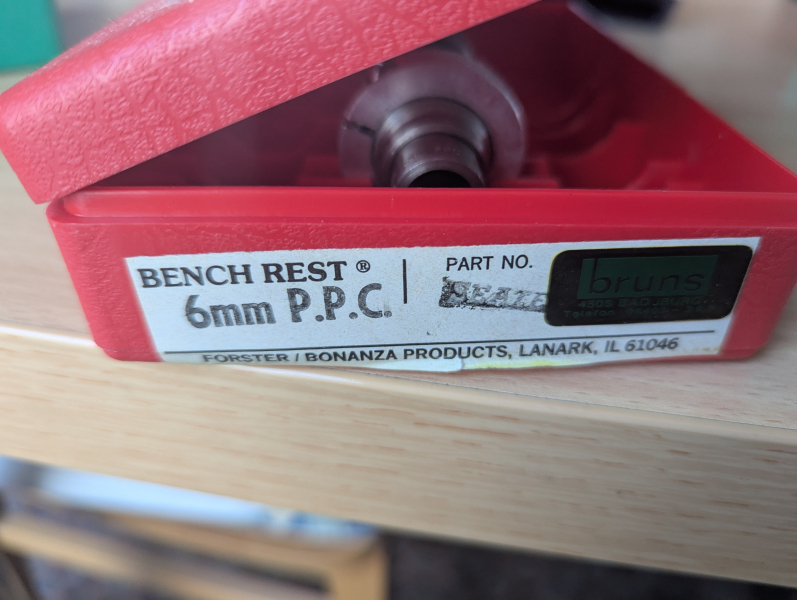 BENCH REST ® | PART NO.
6mm P.P.C.
bruns
FORSTER / BONANZA PRODUCTS, LANARK, IL 61046